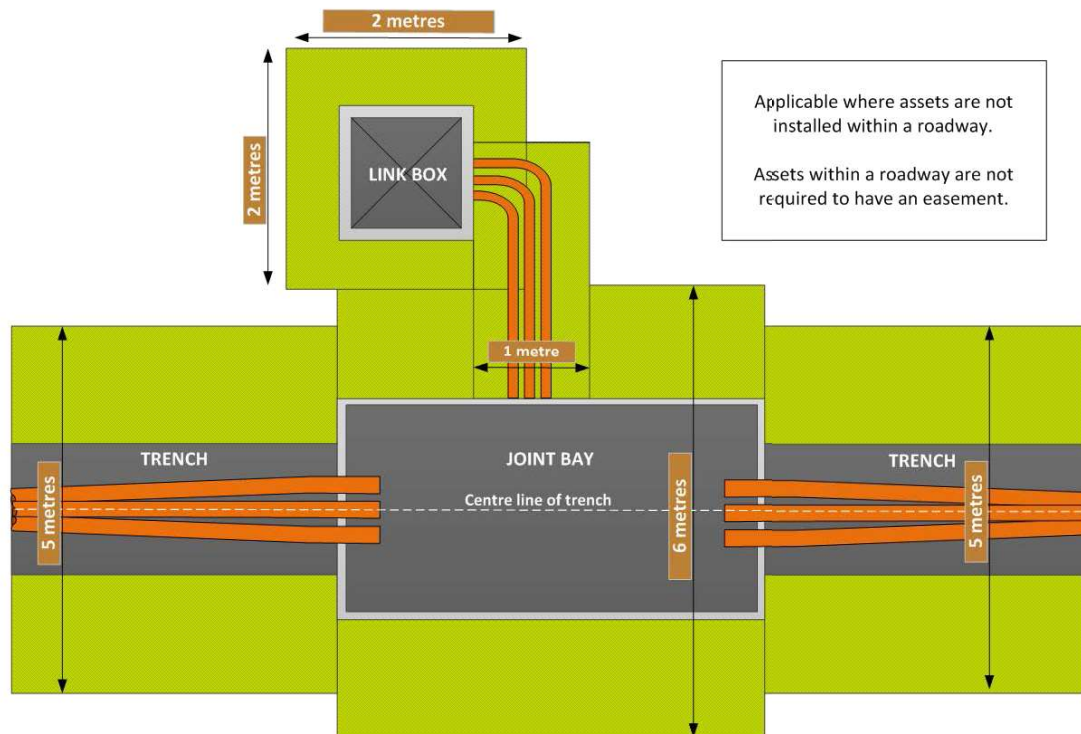 2 metres
Applicable where assets are not
installed within a roadway.
Assets within a roadway are not
required to have an easement.
2 metres
LINK BOX
1 metre
TRENCH
JOINT BAY
TRENCH
Centre line of trench
5 metres
6 metres
5 metres